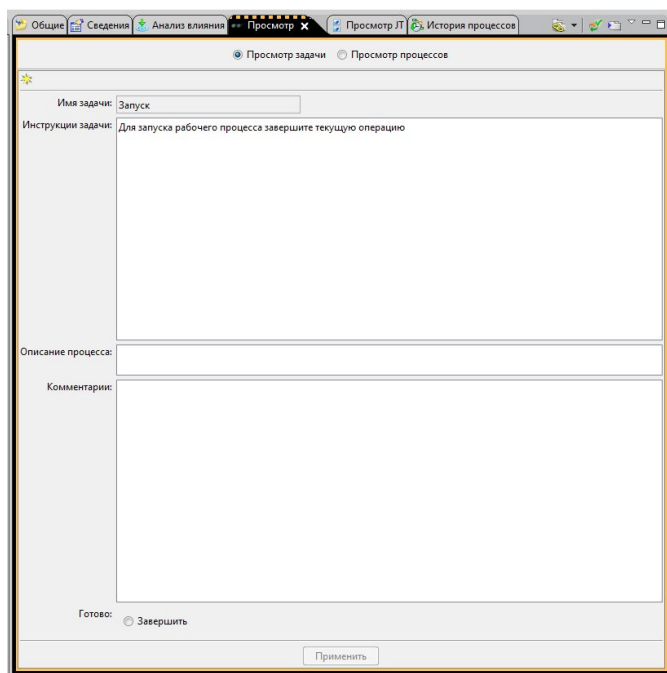 Общие Сведения Анализ влияния Просмотр Просмотр JT История процессов
Просмотр задачи Просмотр процессов
Имя задачи: Запуск
Инструкции задачи: Для запуска рабочего процесса завершите текущую операцию
Описание процесса:
Комментарии:
Готово: Завершить
Применить